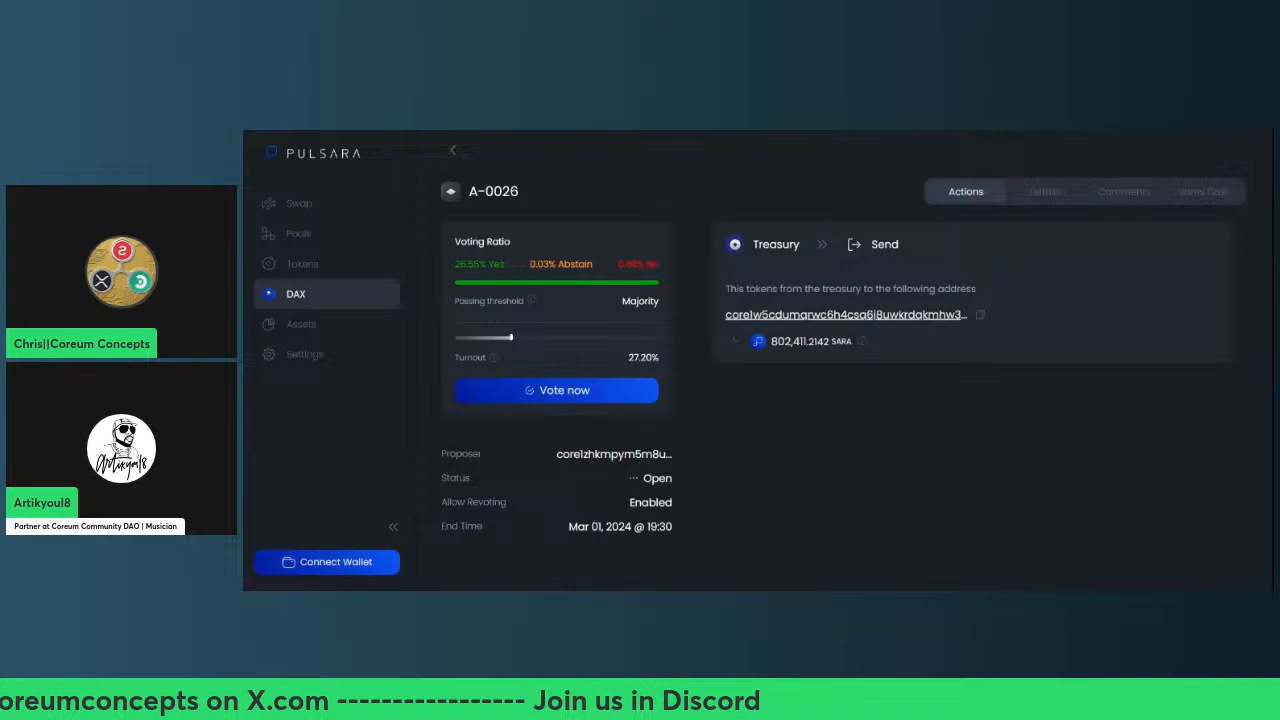 PULSARA
Swap
Pools
Tokens
DAX
Assets
Settings
Connect Wallet
A-0026
Actions
Comments
Voting Ratio
26.55% Yes 0.03% Abstain
Passing threshold Majority
Turnout 27.20%
Vote now
Proposer core1zhkmpym5m8u...
Status ··· Open
Allow Revoting Enabled
End Time Mar 01, 2024 @ 19:30
Treasury Send
This tokens from the treasury to the following address
core1w5cdumqrwc6h4csq6j8uwkrdqkmhw3...
802,411.2142 SARA
Chris||Coreum Concepts
Artikyoul8
Artikyoul8
Partner at Coreum Community DAO | Musician
oreumconcepts on X.com ----------------- Join us in Discord